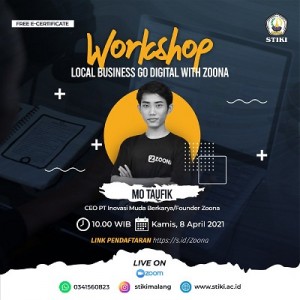 FREE E-CERTIFICATE
STIKI
Workshop
LOCAL BUSINESS GO DIGITAL WITH ZOONA
ZOONA
MO TAUFIK
CEO PT Inovasi Muda Berkarya/Founder Zoona
10.00 WIB
Kamis, 8 April 2021
LINK PENDAFTARAN https://s.id/Zoona
LIVE ON
zoom
0341560823
stikimalang
www.stiki.ac.id